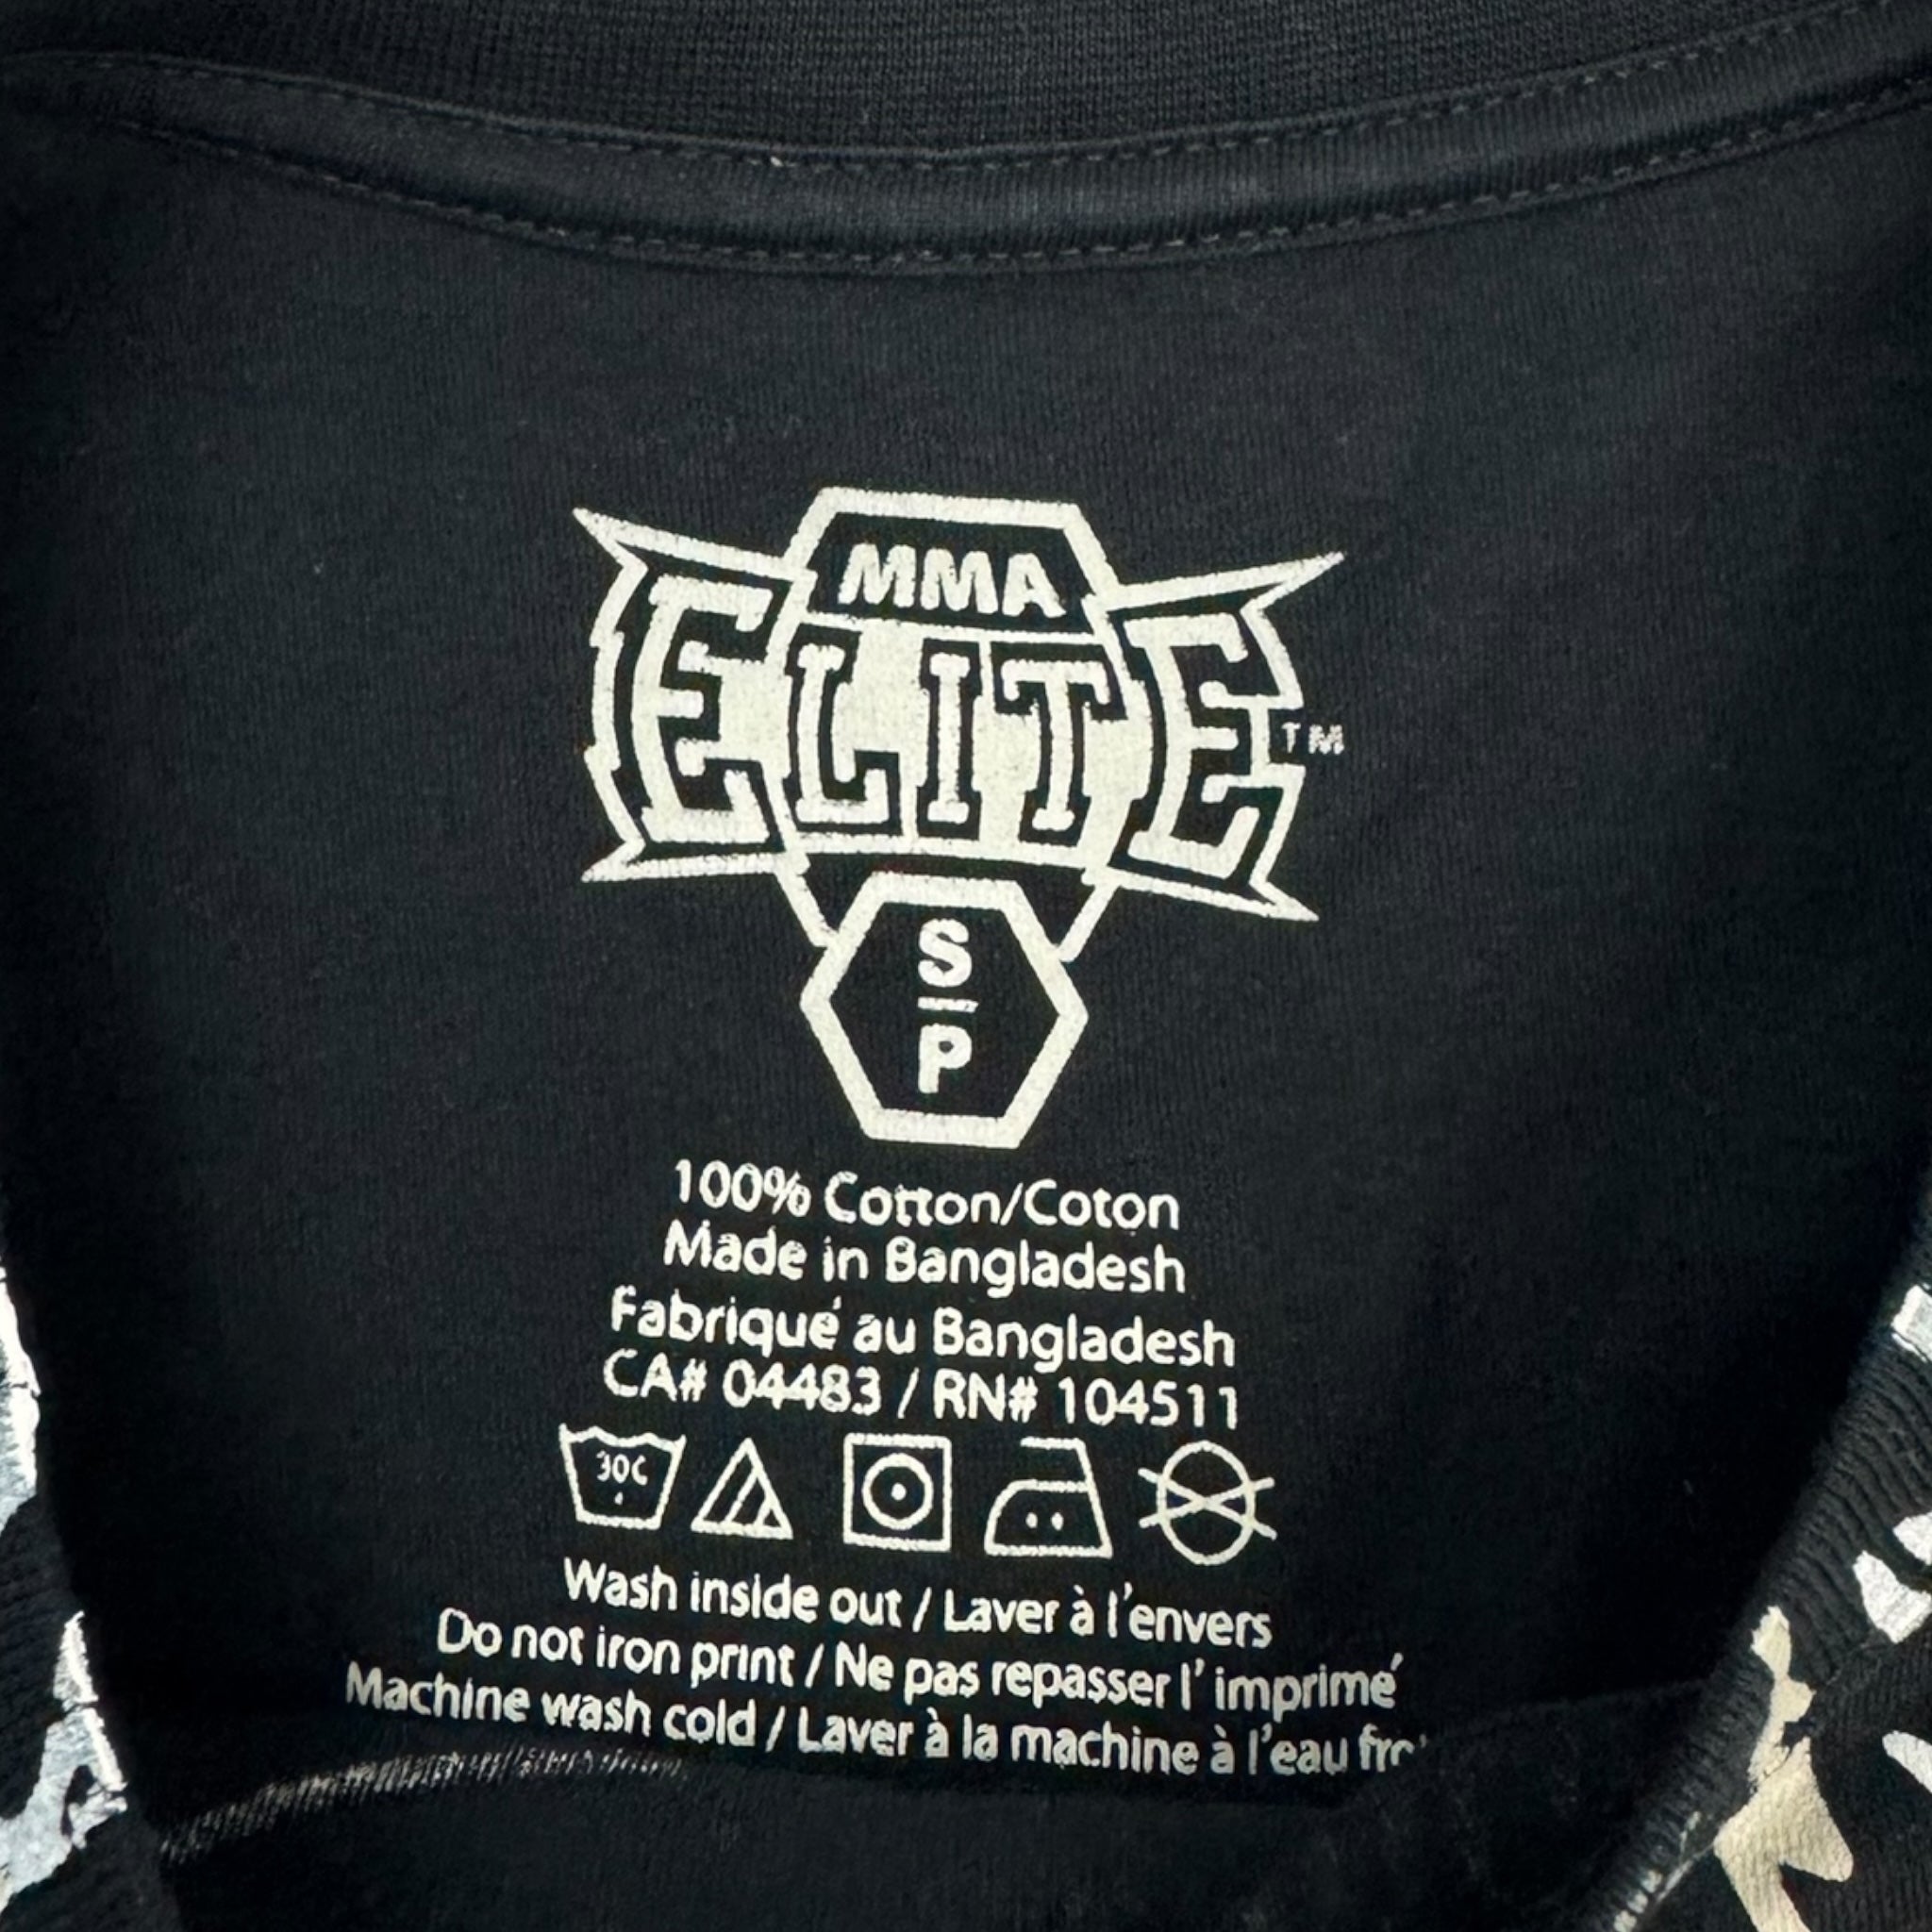 MMA
ELITE TM
S
P
100% Cotton/Coton
Made in Bangladesh
Fabriqué au Bangladesh
CA# 04483 / RN# 104511
30C
Wash inside out / Laver à l'envers
Do not iron print / Ne pas repasser l' imprimé
Machine wash cold / Laver à la machine à l'eau